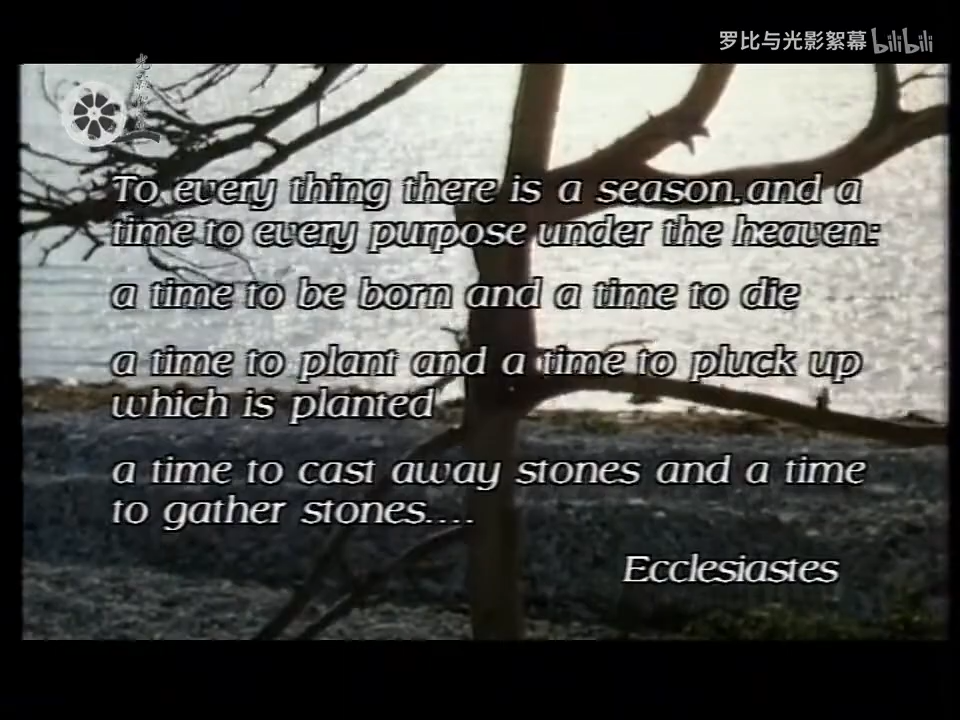 罗比与光影絮幕 bilibili
To every thing there is a season,and a
time to every purpose under the heaven:
a time to be born and a time to die
a time to plant and a time to pluck up
which is planted
a time to cast away stones and a time
to gather stones....
Ecclesiastes